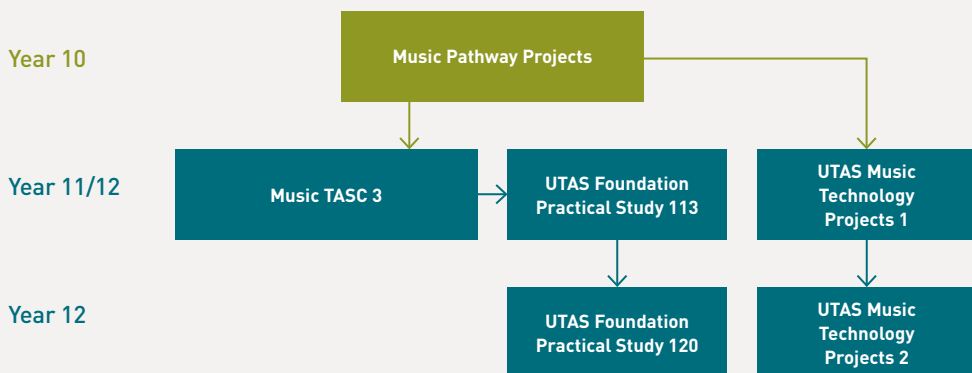 Year 10
Music Pathway Projects
Year 11/12
Music TASC 3
UTAS Foundation
Practical Study 113
UTAS Music
Technology
Projects 1
Year 12
UTAS Foundation
Practical Study 120
UTAS Music
Technology
Projects 2